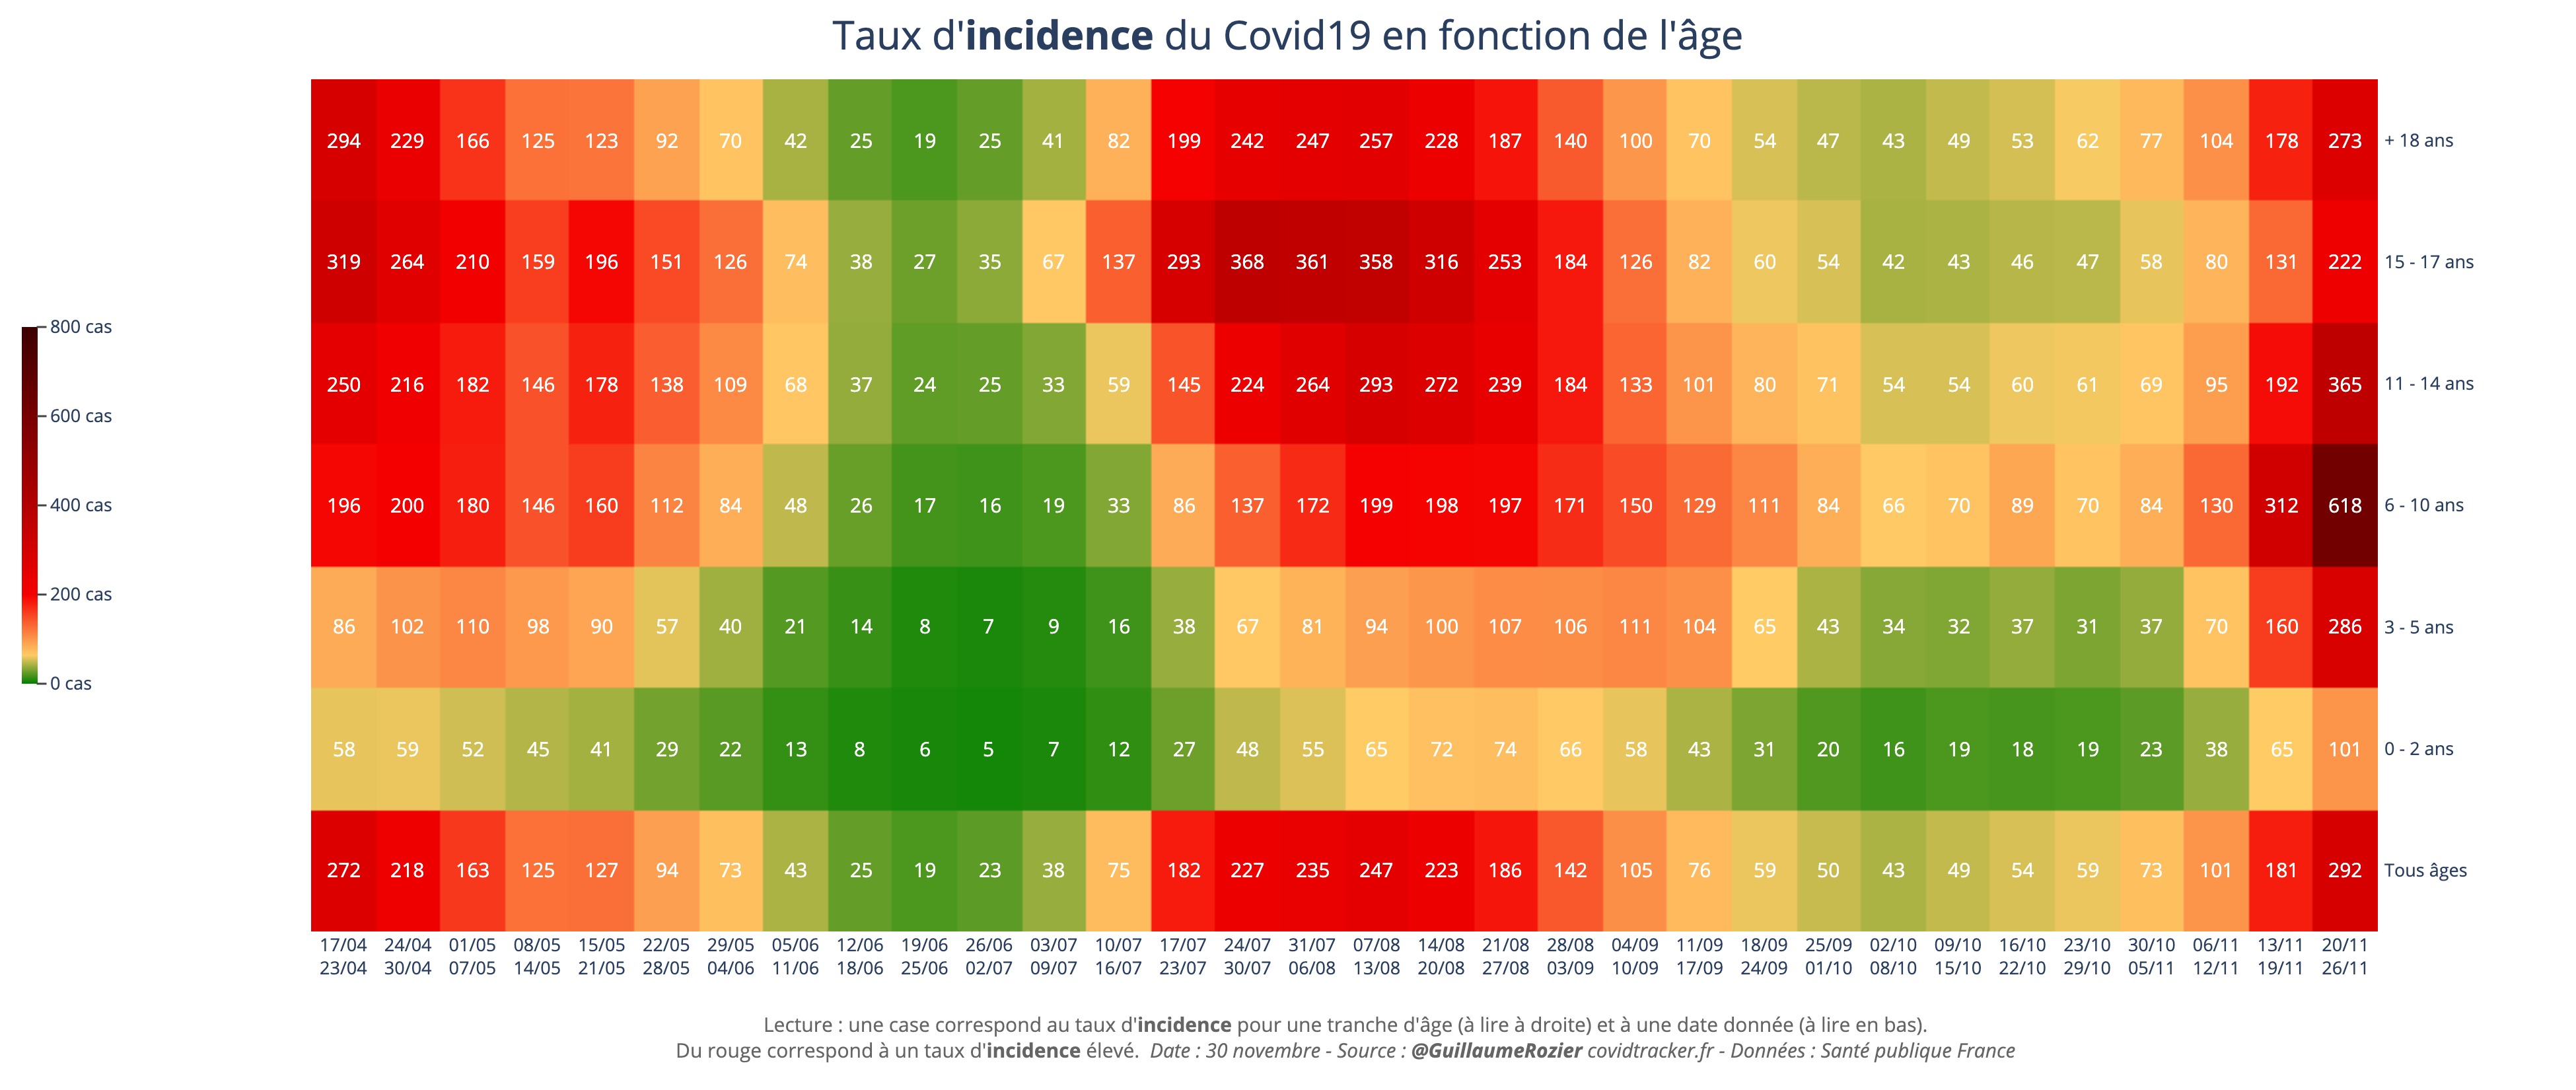 Taux d'incidence du Covid19 en fonction de l'âge
294 229 166 125 123 92 70 42 25 19 25 41 82 199 242 247 257 228 187 140 100 70 54 47 43 49 53 62 77 104 178 273 + 18 ans
319 264 210 159 196 151 126 74 38 27 35 67 137 293 368 361 358 316 253 184 126 82 60 54 42 43 46 47 58 80 131 222 15 - 17 ans
800 cas
250 216 182 146 178 138 109 68 37 24 25 33 59 145 224 264 293 272 239 184 133 101 80 71 54 54 60 61 69 95 192 365 11 - 14 ans
600 cas
400 cas
196 200 180 146 160 112 84 48 26 17 16 19 33 86 137 172 199 198 197 171 150 129 111 84 66 70 89 70 84 130 312 618 6 - 10 ans
200 cas
86 102 110 98 90 57 40 21 14 8 7 9 16 38 67 81 94 100 107 106 111 104 65 43 34 32 37 31 37 70 160 286 3 - 5 ans
0 cas
58 59 52 45 41 29 22 13 8 6 5 7 12 27 48 55 65 72 74 66 58 43 31 20 16 19 18 19 23 38 65 101 0 - 2 ans
272 218 163 125 127 94 73 43 25 19 23 38 75 182 227 235 247 223 186 142 105 76 59 50 43 49 54 59 73 101 181 292 Tous âges
17/04 24/04 01/05 08/05 15/05 22/05 29/05 05/06 12/06 19/06 26/06 03/07 10/07 17/07 24/07 31/07 07/08 14/08 21/08 28/08 04/09 11/09 18/09 25/09 02/10 09/10 16/10 23/10 30/10 06/11 13/11 20/11
23/04 30/04 07/05 14/05 21/05 28/05 04/06 11/06 18/06 25/06 02/07 09/07 16/07 23/07 30/07 06/08 13/08 20/08 27/08 03/09 10/09 17/09 24/09 01/10 08/10 15/10 22/10 29/10 05/11 12/11 19/11 26/11
Lecture : une case correspond au taux d'incidence pour une tranche d'âge (à lire à droite) et à une date donnée (à lire en bas).
Du rouge correspond à un taux d'incidence élevé. Date : 30 novembre - Source : @GuillaumeRozier covidtracker.fr - Données : Santé publique France